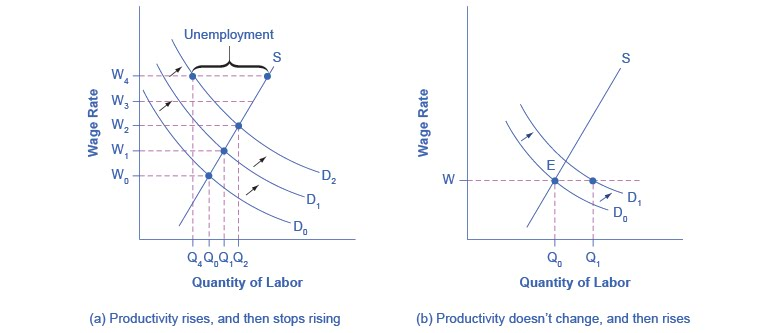 Unemployment
S
W4
W3
W2
W1
W0
Wage Rate
D2
D1
D0
Q4 Q0 Q1 Q2
Quantity of Labor
(a) Productivity rises, and then stops rising
S
Wage Rate
E
W
D1
D0
Q0 Q1
Quantity of Labor
(b) Productivity doesn't change, and then rises